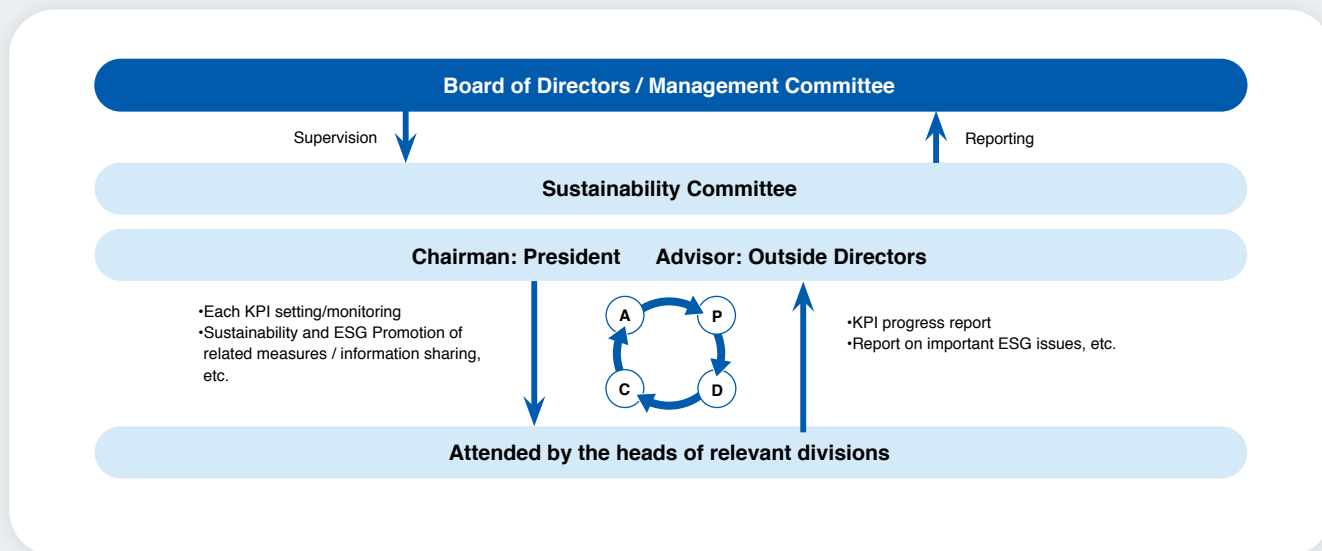 Board of Directors / Management Committee
Supervision
Reporting
Sustainability Committee
Chairman: President Advisor: Outside Directors
•Each KPI setting/monitoring
•Sustainability and ESG Promotion of
related measures / information sharing,
etc.
A
P
C
D
•KPI progress report
•Report on important ESG issues, etc.
Attended by the heads of relevant divisions